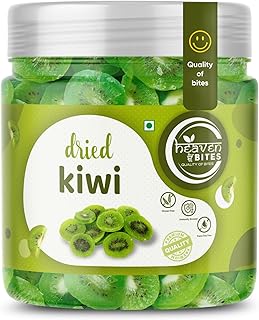 Quality
of bites
dried
kiwi
heaven
BITES
QUALITY OF BITES
QUALITY